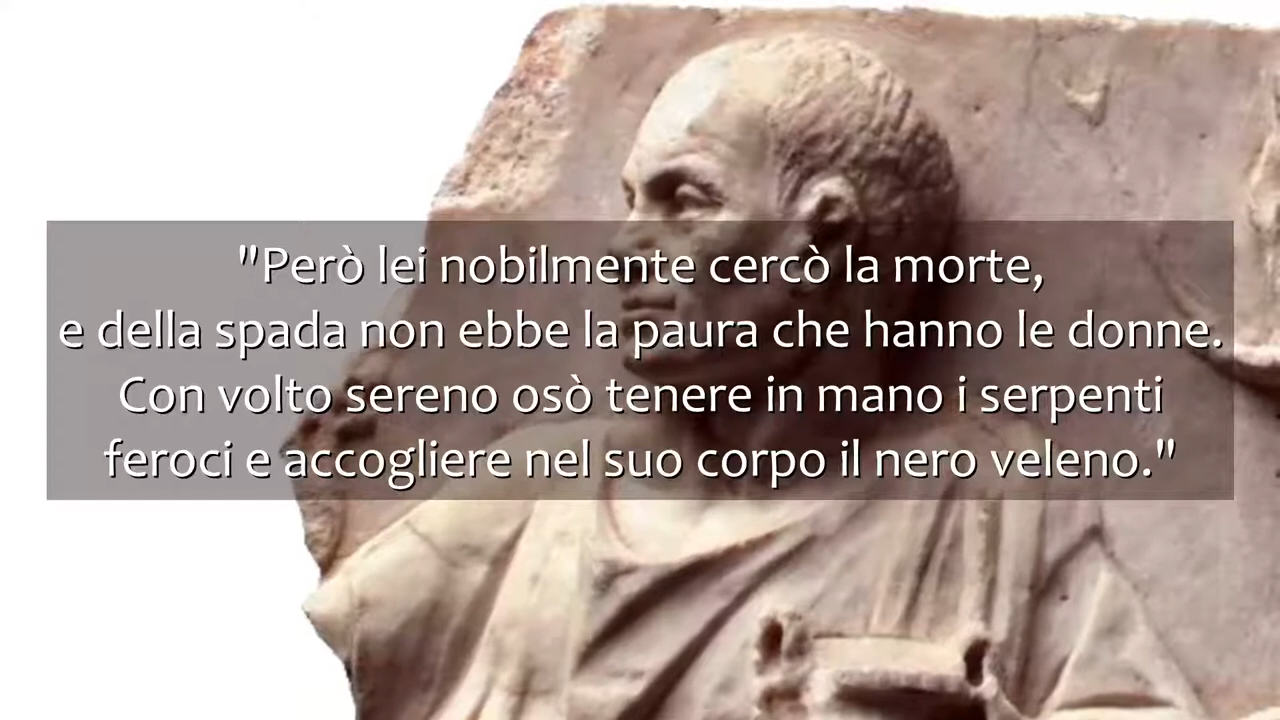 "Però lei nobilmente cercò la morte,
e della spada non ebbe la paura che hanno le donne.
Con volto sereno osò tenere in mano i serpenti
feroci e accogliere nel suo corpo il nero veleno."